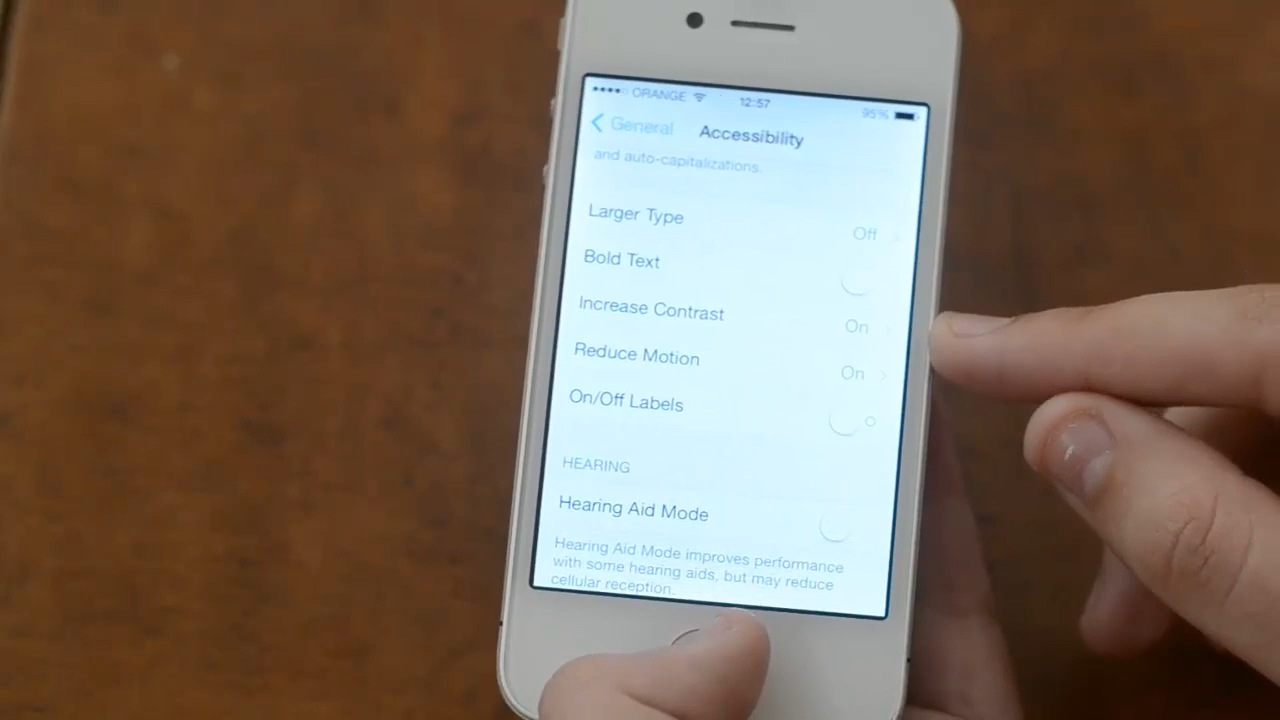 ORANGE 12:57 95%
General Accessibility
and auto-capitalizations.
Larger Type Off
Bold Text
Increase Contrast On
Reduce Motion On
On/Off Labels
HEARING
Hearing Aid Mode
Hearing Aid Mode improves performance
with some hearing aids, but may reduce
cellular reception.